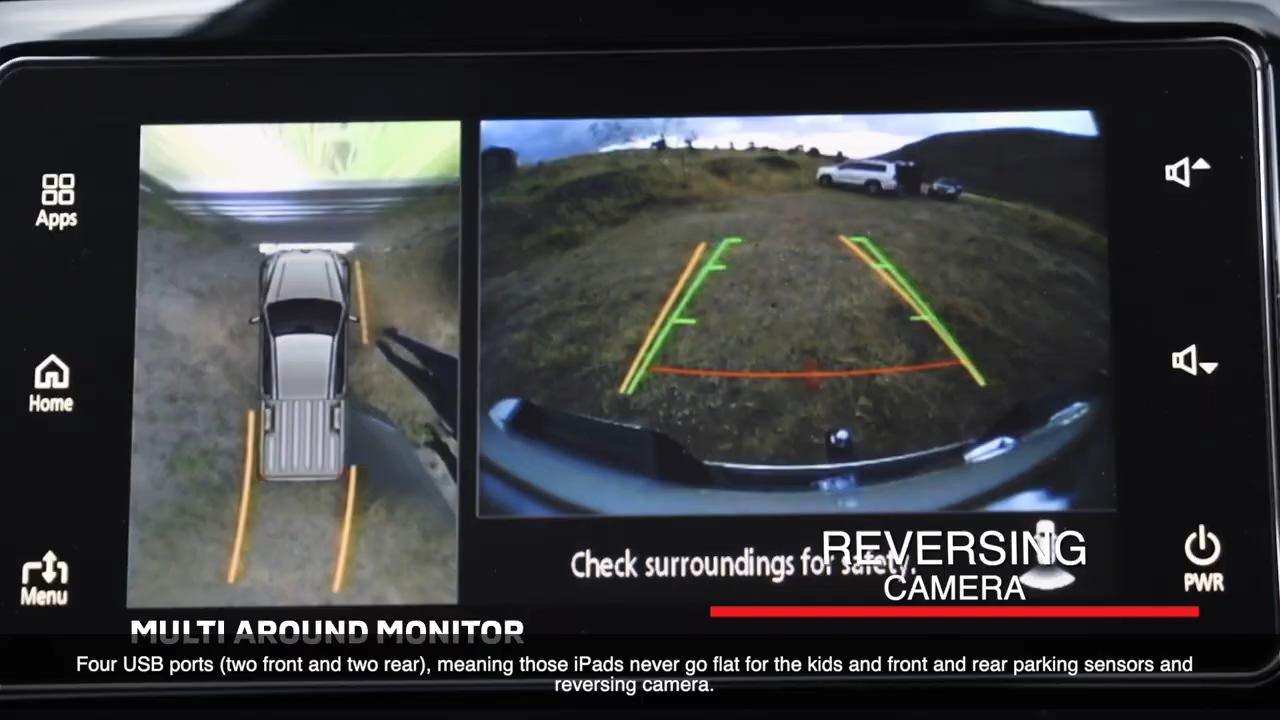 Apps
Home
Menu
PWR
Check surroundings for safety.
REVERSING
CAMERA
MULTI AROUND MONITOR
Four USB ports (two front and two rear), meaning those iPads never go flat for the kids and front and rear parking sensors and
reversing camera.